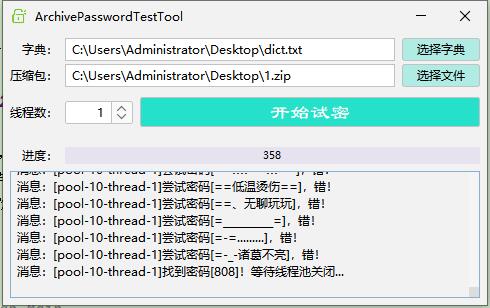 ArchivePasswordTestTool
字典： C:\Users\Administrator\Desktop\dict.txt 选择字典
压缩包： C:\Users\Administrator\Desktop\1.zip 选择文件
线程数： 1 开始试密
进度： 358
消息：[pool-10-thread-1]尝试密码[==低温烫伤==]，错！
消息：[pool-10-thread-1]尝试密码[==、无聊玩玩]，错！
消息：[pool-10-thread-1]尝试密码[=_________=]，错！
消息：[pool-10-thread-1]尝试密码[=-=.........]，错！
消息：[pool-10-thread-1]尝试密码[=-_-诸葛不亮]，错！
消息：[pool-10-thread-1]找到密码[808]！等待线程池关闭...